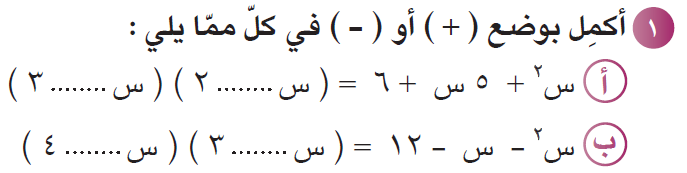 ١ أكمِل بوضع ( + ) أو ( - ) في كلّ ممّا يلي :
أ س٢ + ٥ س + ٦ = ( س ........ ٢ ) ( س ........ ٣ )
ب س٢ - س - ١٢ = ( س ........ ٣ ) ( س ........ ٤ )